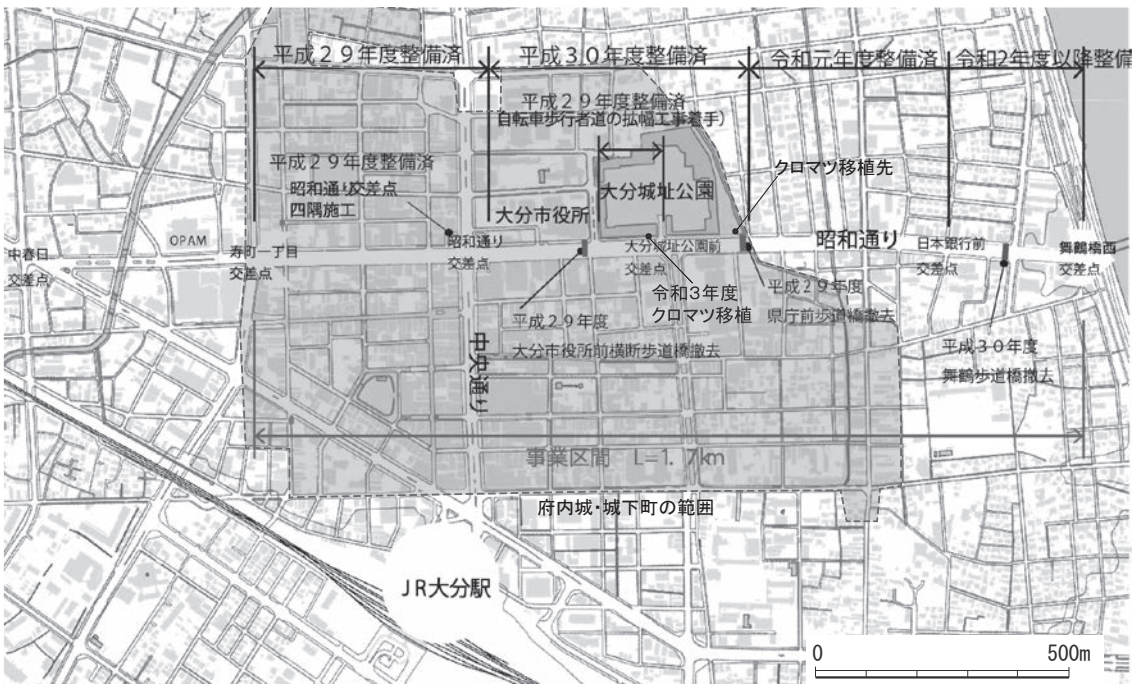 平成29年度整備済
平成30年度整備済
令和元年度整備済
令和2年度以降整備
平成29年度整備済
(自転車歩行者道の拡幅工事着手)
平成29年度整備済
昭和通り交差点
四隅施工
クロマツ移植先
大分城址公園
大分市役所
OPAM
中春日
交差点
寿町一丁目
交差点
昭和通り
交差点
大分城址公園前
交差点
昭和通り
日本銀行前
交差点
舞鶴橋西
交差点
令和3年度
クロマツ移植
平成29年度
県庁前歩道橋撤去
平成29年度
大分市役所前横断歩道橋撤去
平成30年度
舞鶴歩道橋撤去
中央通り
事業区間 L=1.7km
府内城・城下町の範囲
JR大分駅
0
500m